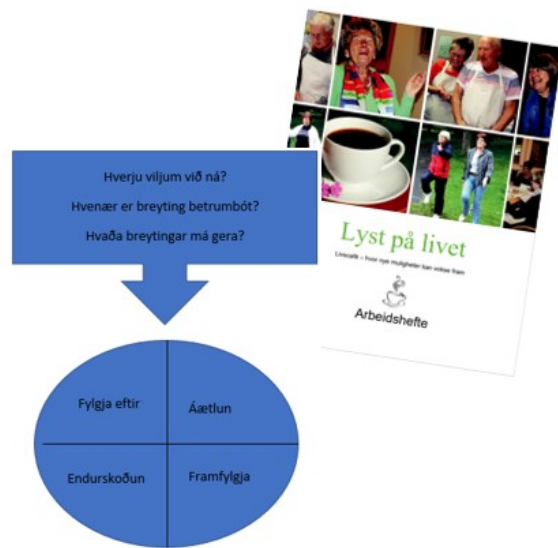 Hverju viljum við ná?
Hvenær er breyting betrumbót?
Hvaða breytingar má gera?
Fylgja eftir
Áætlun
Endurskoðun
Framfylgja
Lyst på livet
Livscafè – hvor nye muligheter kan vokse fram
Arbeidshefte